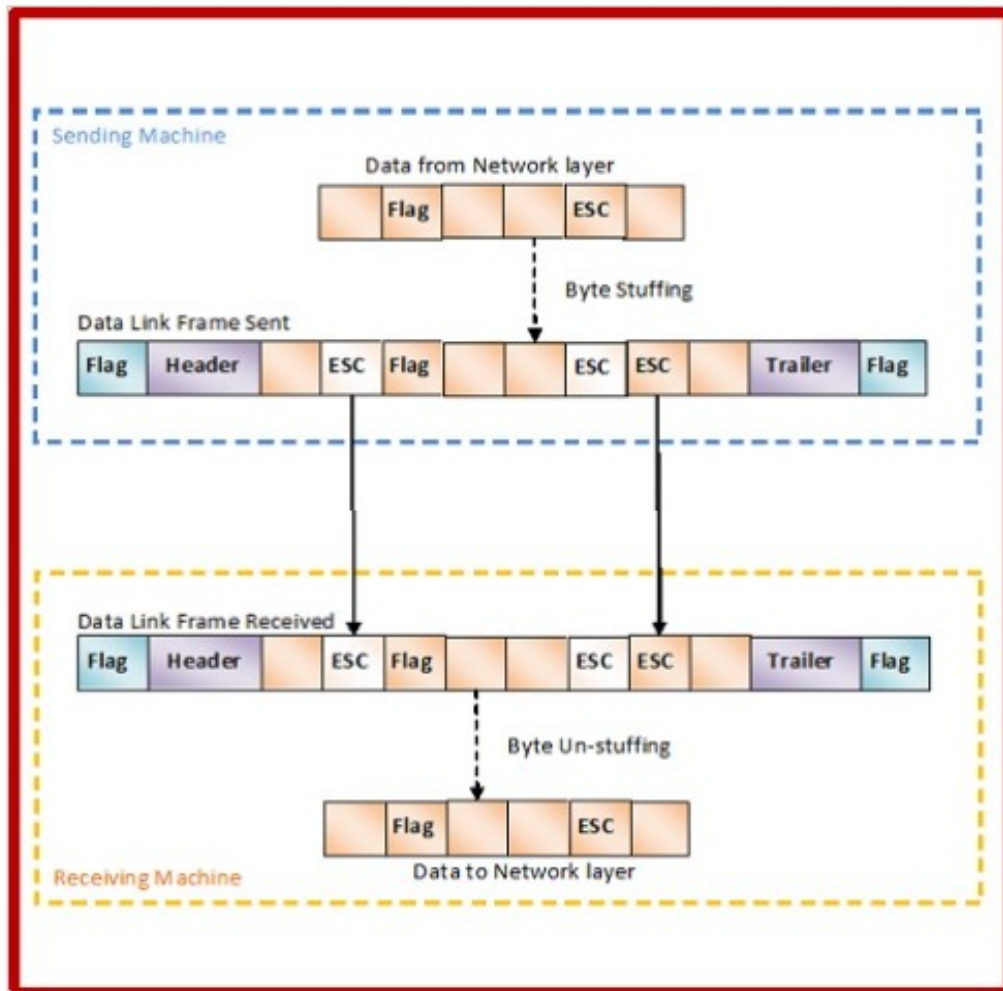 Sending Machine
Data from Network layer
Flag ESC
Byte Stuffing
Data Link Frame Sent
Flag Header ESC Flag ESC ESC Trailer Flag
Data Link Frame Received
Flag Header ESC Flag ESC ESC Trailer Flag
Byte Un-stuffing
Flag ESC
Data to Network layer
Receiving Machine